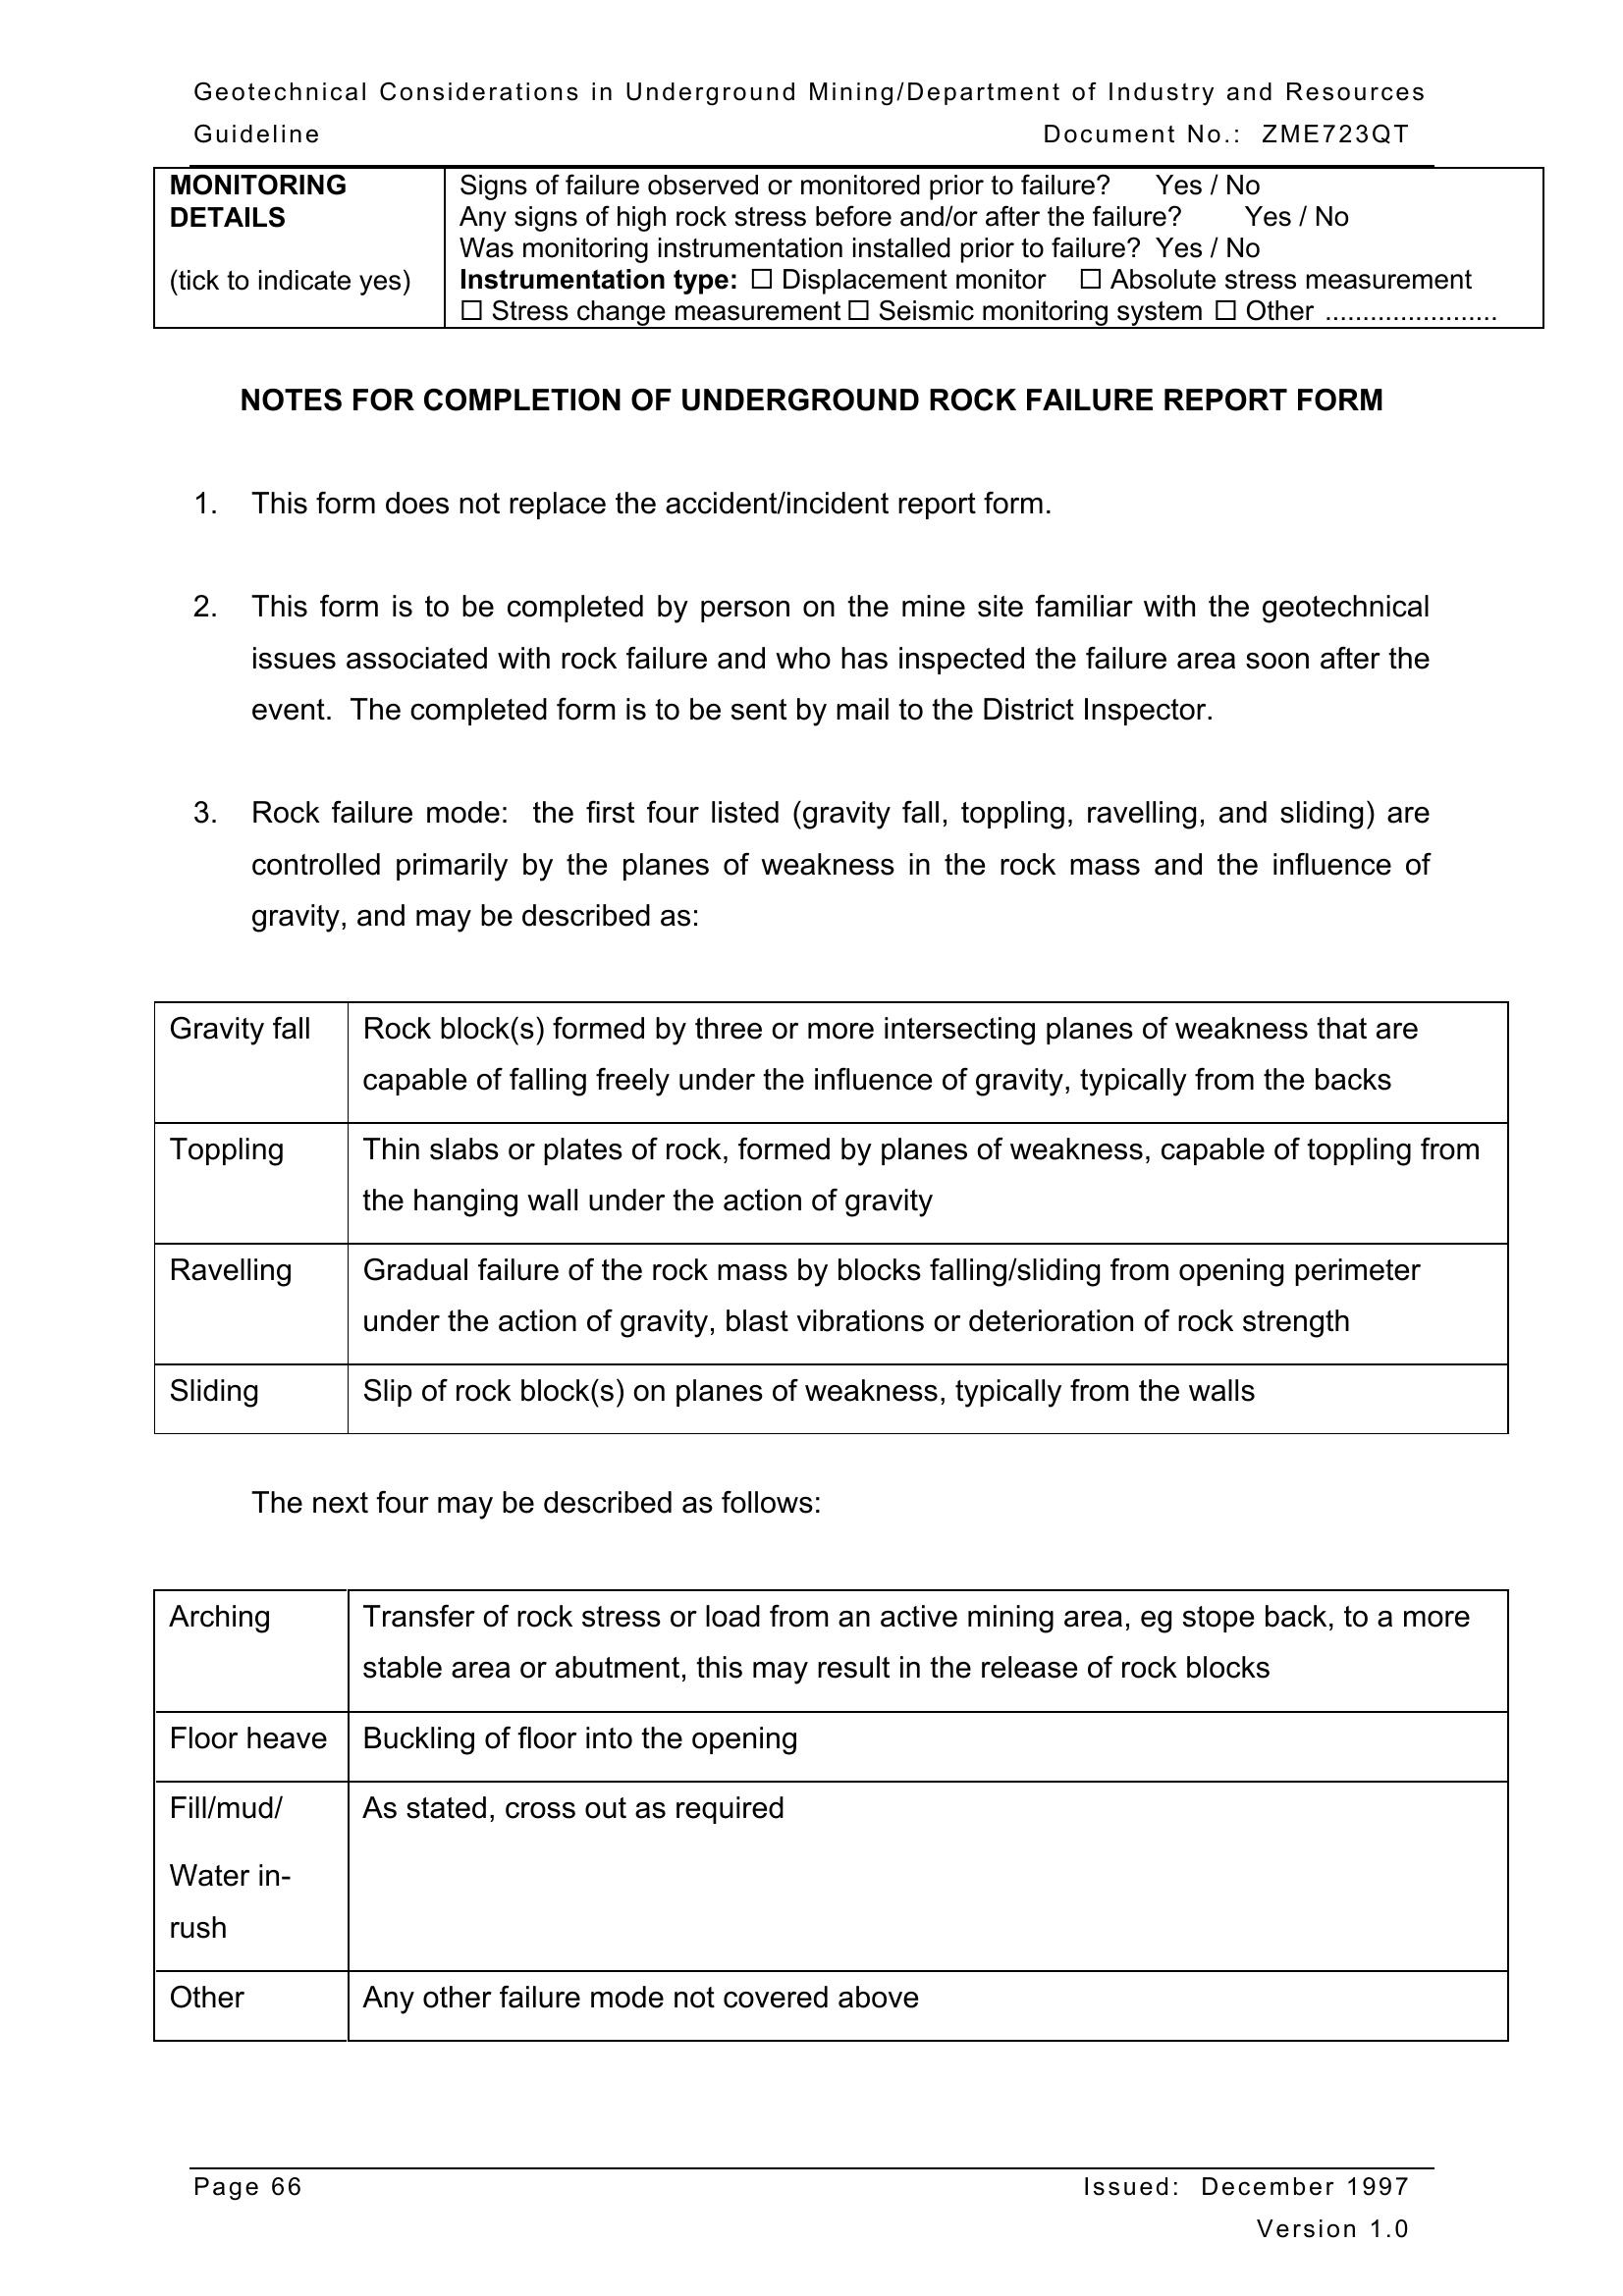 Geotechnical Considerations in Underground Mining/Department of Industry and Resources
Guideline Document No.: ZME723QT
MONITORING
DETAILS
(tick to indicate yes)
Signs of failure observed or monitored prior to failure? Yes / No
Any signs of high rock stress before and/or after the failure? Yes / No
Was monitoring instrumentation installed prior to failure? Yes / No
Instrumentation type: ☐ Displacement monitor ☐ Absolute stress measurement
☐ Stress change measurement ☐ Seismic monitoring system ☐ Other .......................
NOTES FOR COMPLETION OF UNDERGROUND ROCK FAILURE REPORT FORM
1. This form does not replace the accident/incident report form.
2. This form is to be completed by person on the mine site familiar with the geotechnical
issues associated with rock failure and who has inspected the failure area soon after the
event. The completed form is to be sent by mail to the District Inspector.
3. Rock failure mode: the first four listed (gravity fall, toppling, ravelling, and sliding) are
controlled primarily by the planes of weakness in the rock mass and the influence of
gravity, and may be described as:
Gravity fall Rock block(s) formed by three or more intersecting planes of weakness that are
capable of falling freely under the influence of gravity, typically from the backs
Toppling Thin slabs or plates of rock, formed by planes of weakness, capable of toppling from
the hanging wall under the action of gravity
Ravelling Gradual failure of the rock mass by blocks falling/sliding from opening perimeter
under the action of gravity, blast vibrations or deterioration of rock strength
Sliding Slip of rock block(s) on planes of weakness, typically from the walls
The next four may be described as follows:
Arching Transfer of rock stress or load from an active mining area, eg stope back, to a more
stable area or abutment, this may result in the release of rock blocks
Floor heave Buckling of floor into the opening
Fill/mud/ As stated, cross out as required
Water in-
rush
Other Any other failure mode not covered above
Page 66 Issued: December 1997
Version 1.0